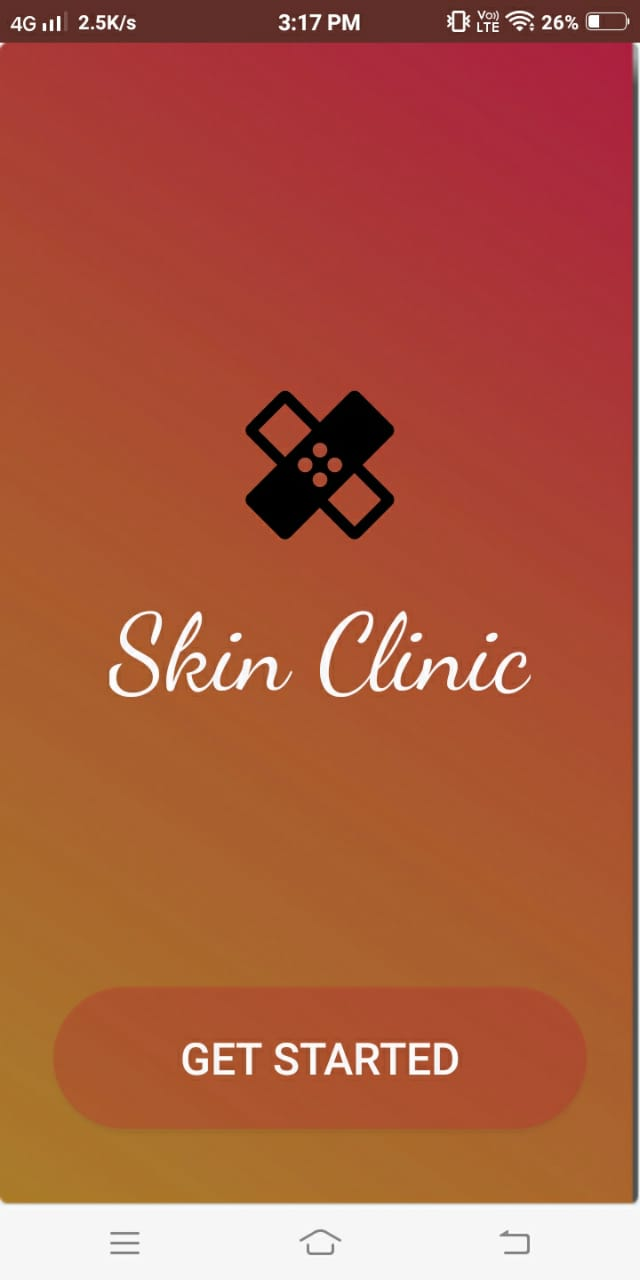 4G 2.5K/s 3:17 PM Vo)) LTE 26%
Skin Clinic
GET STARTED